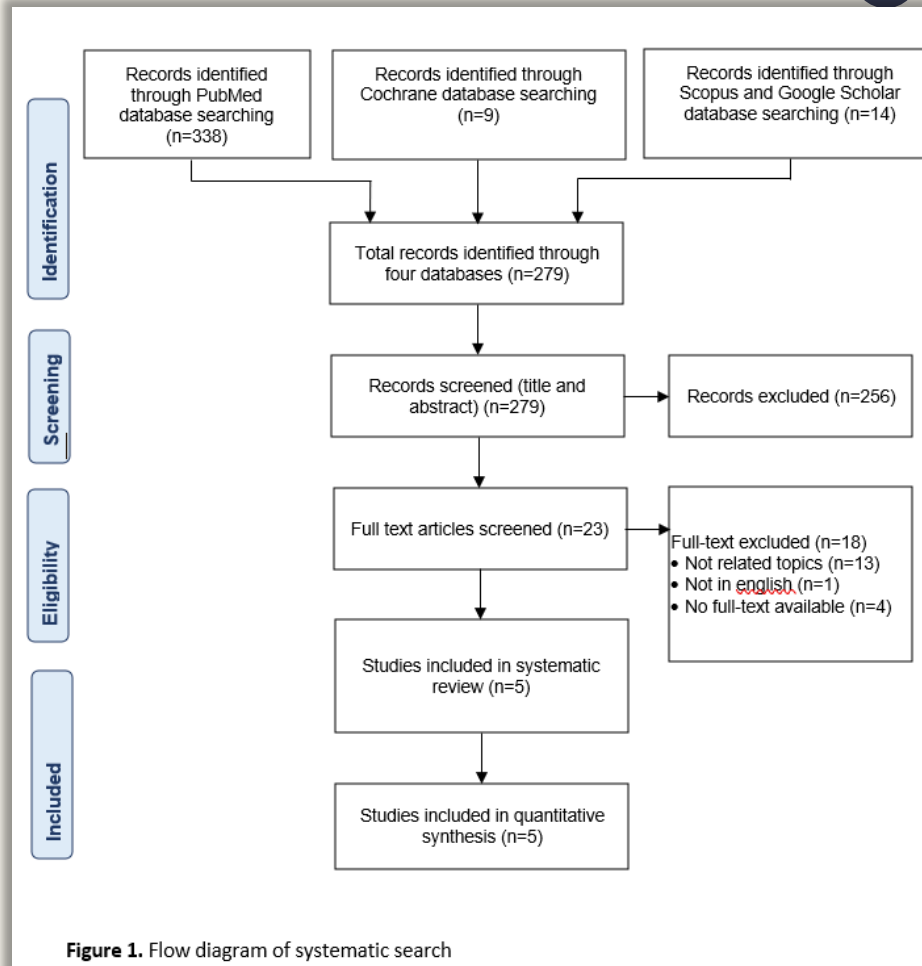 Records identified
through PubMed
database searching
(n=338)
Records identified through
Cochrane database searching
(n=9)
Records identified through
Scopus and Google Scholar
database searching (n=14)
Identification
Total records identified through
four databases (n=279)
Screening
Records screened (title and
abstract) (n=279)
Records excluded (n=256)
Eligibility
Full text articles screened (n=23)
Full-text excluded (n=18)
• Not related topics (n=13)
• Not in english (n=1)
• No full-text available (n=4)
Included
Studies included in systematic
review (n=5)
Studies included in quantitative
synthesis (n=5)
Figure 1. Flow diagram of systematic search